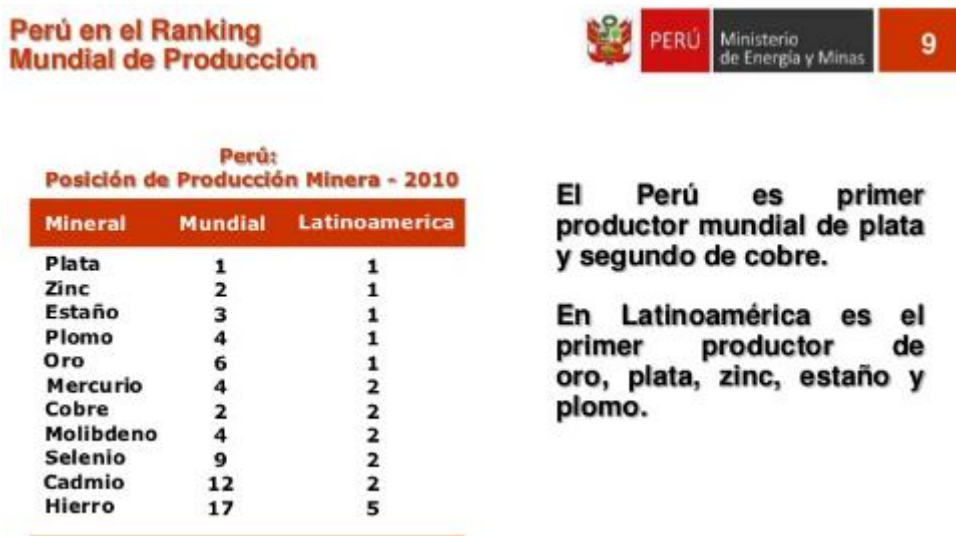 Perú en el Ranking
Mundial de Producción
PERÚ
Ministerio
de Energía y Minas
9
Perú:
Posición de Producción Minera - 2010
Mineral Mundial Latinoamerica
Plata 1 1
Zinc 2 1
Estaño 3 1
Plomo 4 1
Oro 6 1
Mercurio 4 2
Cobre 2 2
Molibdeno 4 2
Selenio 9 2
Cadmio 12 2
Hierro 17 5
El Perú es primer
productor mundial de plata
y segundo de cobre.
En Latinoamérica es el
primer productor de
oro, plata, zinc, estaño y
plomo.